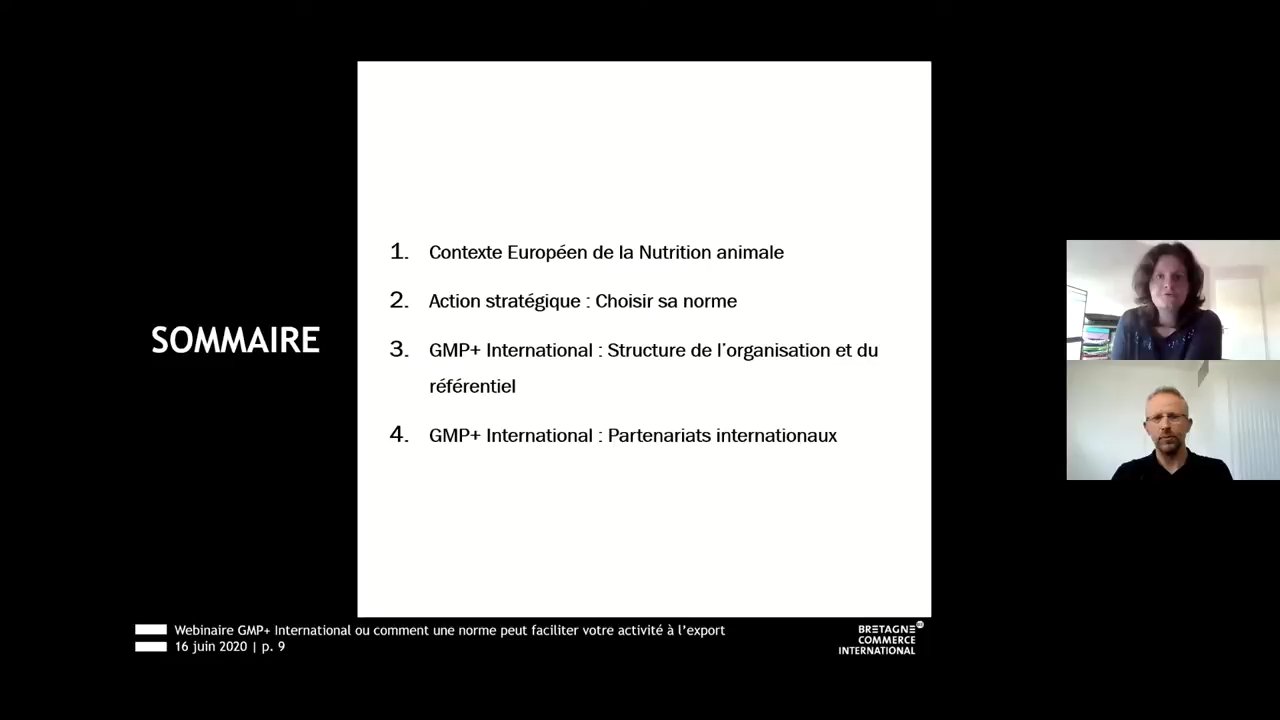 SOMMAIRE
1. Contexte Européen de la Nutrition animale
2. Action stratégique : Choisir sa norme
3. GMP+ International : Structure de l’organisation et du
référentiel
4. GMP+ International : Partenariats internationaux
Webinaire GMP+ International ou comment une norme peut faciliter votre activité à l’export
16 juin 2020 | p. 9
BRETAGNE
COMMERCE
INTERNATIONAL